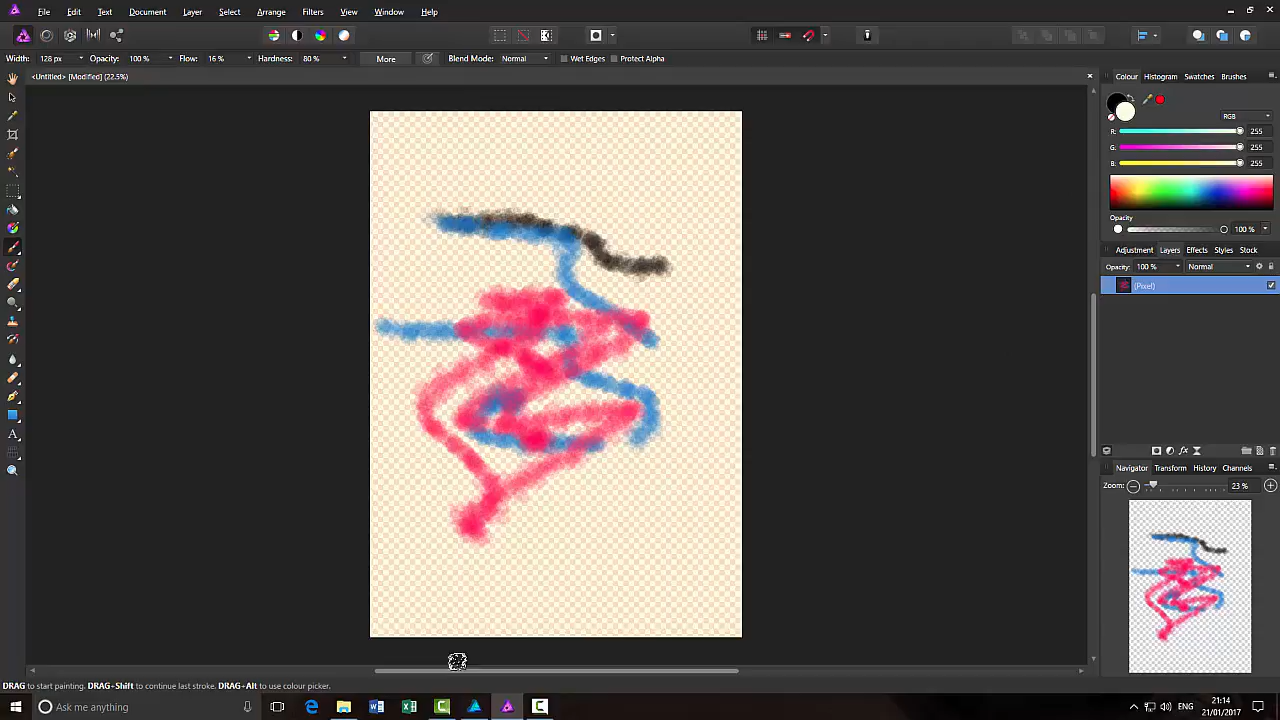 File Edit Text Document Layer Select Arrange Filters View Window Help
Width: 128 px Opacity: 100 % Flow: 16 % Hardness: 80 % More Blend Mode: Normal Wet Edges Protect Alpha
<Untitled> [Modified] (22.5%)
Colour Histogram Swatches Brushes
RGB
R: 255
G: 255
B: 255
Opacity
100 %
Adjustment Layers Effects Styles Stock
Opacity: 100 % Normal
(Pixel)
Navigator Transform History Channels
Zoom: 23 %
DRAG to start painting. DRAG+Shift to continue last stroke. DRAG+Alt to use colour picker.
Ask me anything
ENG
21:14
21/01/2017